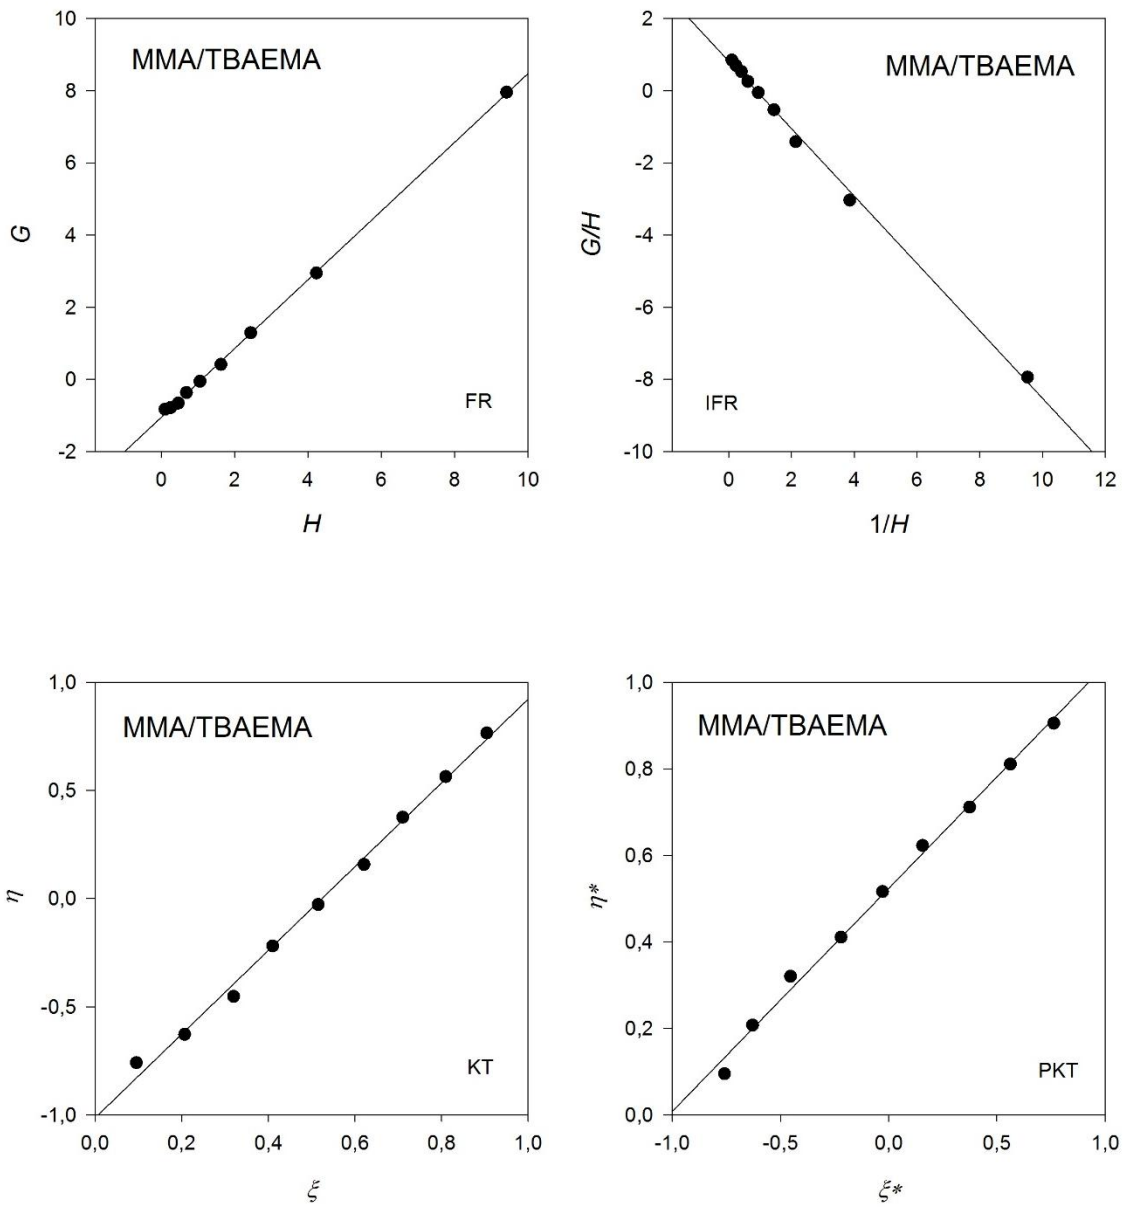 10
MMA/TBAEMA
8
6
G
4
2
0
FR
-2
0 2 4 6 8 10
H
2
MMA/TBAEMA
0
-2
G/H
-4
-6
-8
IFR
-10
0 2 4 6 8 10 12
1/H
1,0
MMA/TBAEMA
0,5
η
0,0
-0,5
KT
-1,0
0,0 0,2 0,4 0,6 0,8 1,0
ξ
1,0
MMA/TBAEMA
0,8
0,6
η*
0,4
0,2
PKT
0,0
-1,0 -0,5 0,0 0,5 1,0
ξ*